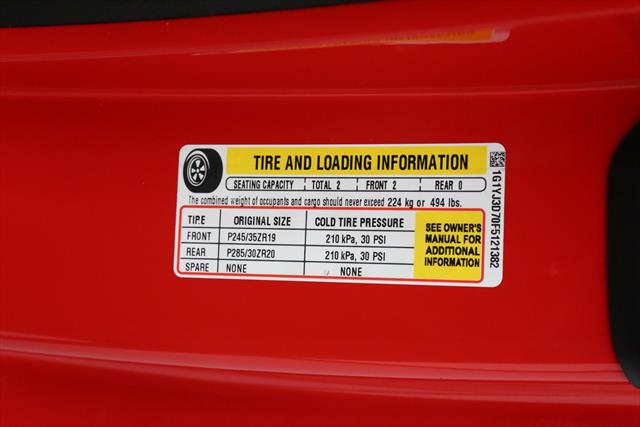 TIRE AND LOADING INFORMATION
SEATING CAPACITY TOTAL 2 FRONT 2 REAR 0
The combined weight of occupants and cargo should never exceed 224 kg or 494 lbs.
TIRE ORIGINAL SIZE COLD TIRE PRESSURE
FRONT P245/35ZR19 210 kPa, 30 PSI
REAR P285/30ZR20 210 kPa, 30 PSI
SPARE NONE NONE
SEE OWNER'S
MANUAL FOR
ADDITIONAL
INFORMATION
1G1YJ3D70F5121382